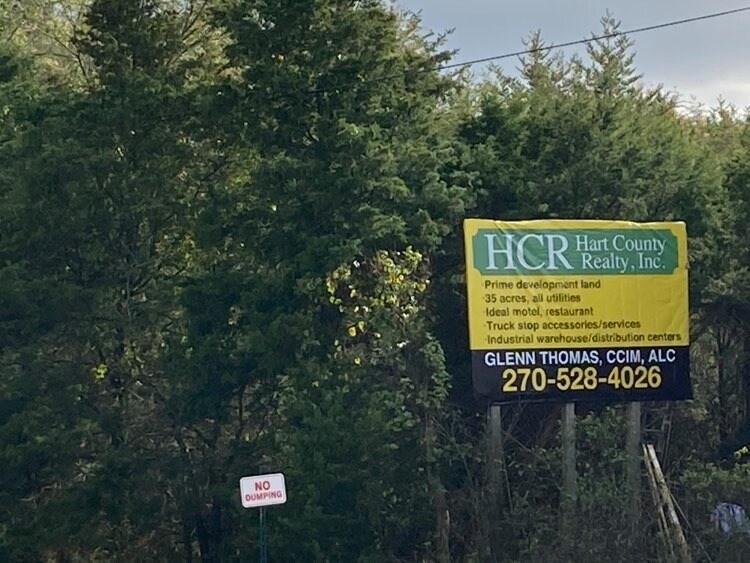 HCR Hart County
Realty, Inc.
·Prime development land
·35 acres, all utilities
·Ideal motel, restaurant
·Truck stop accessories/services
·Industrial warehouse/distribution centers
GLENN THOMAS, CCIM, ALC
270-528-4026
NO
DUMPING